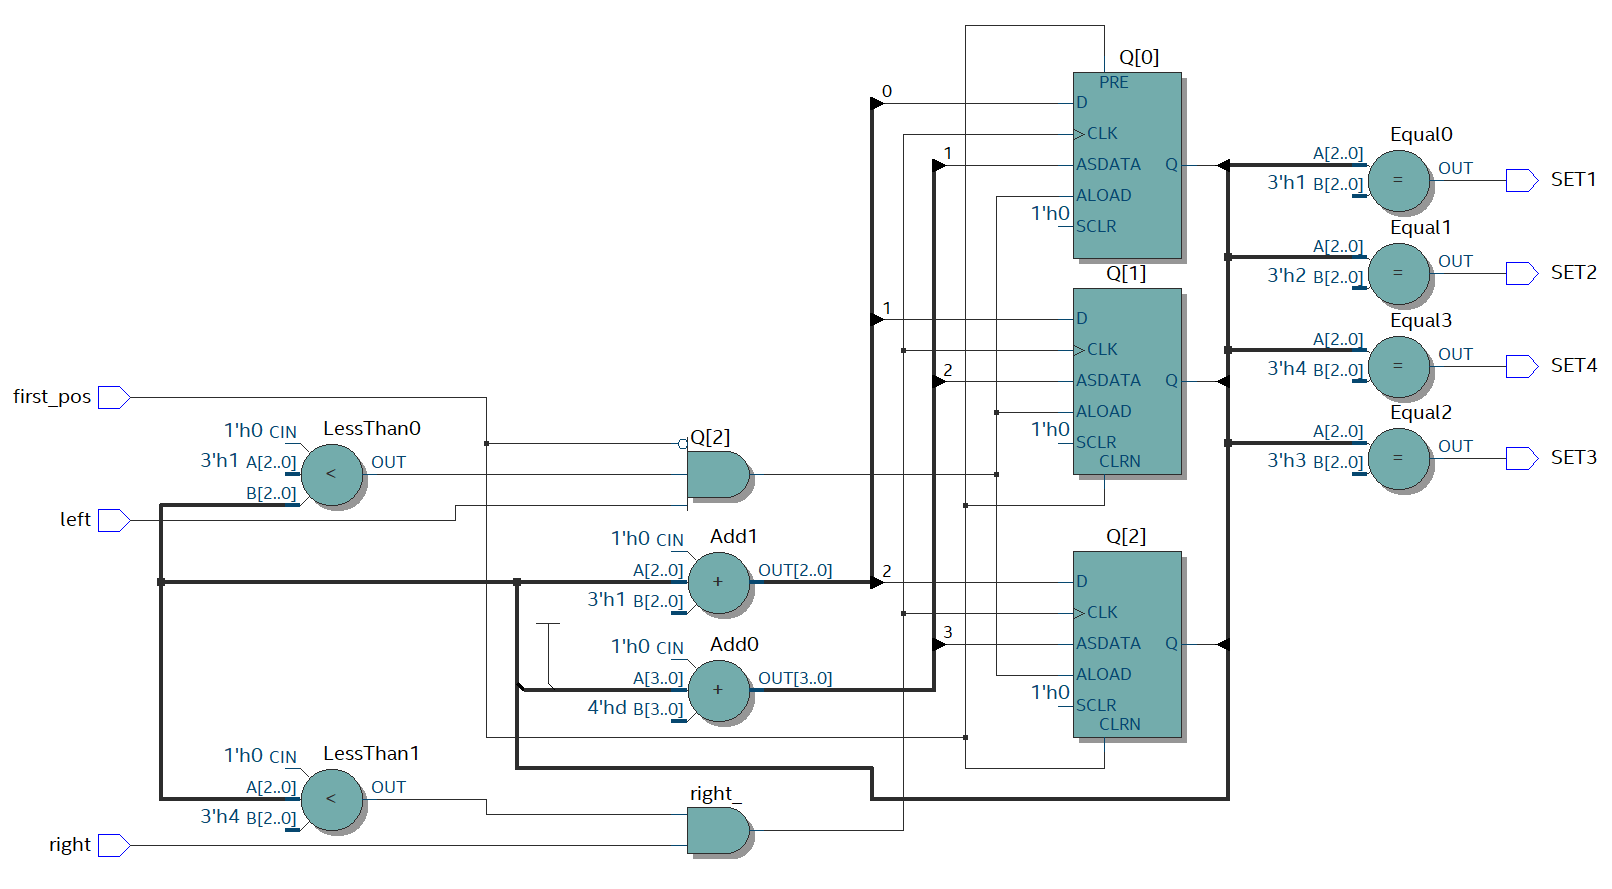 Q[0]
PRE
0
D
CLK
1
ASDATA
Q
ALOAD
1'h0
SCLR
Equal0
A[2..0]
3'h1 B[2..0]
=
OUT
SET1
Equal1
A[2..0]
3'h2 B[2..0]
=
OUT
SET2
Q[1]
1
D
CLK
2
ASDATA
Q
ALOAD
1'h0
SCLR
CLRN
Equal3
A[2..0]
3'h4 B[2..0]
=
OUT
SET4
Equal2
A[2..0]
3'h3 B[2..0]
=
OUT
SET3
first_pos
LessThan0
1'h0 CIN
3'h1 A[2..0]
B[2..0]
<
OUT
left
Q[2]
Add1
1'h0 CIN
A[2..0]
3'h1 B[2..0]
+
OUT[2..0]
Add0
1'h0 CIN
A[3..0]
4'hd B[3..0]
+
OUT[3..0]
Q[2]
2
D
CLK
3
ASDATA
Q
ALOAD
1'h0
SCLR
CLRN
LessThan1
1'h0 CIN
A[2..0]
3'h4 B[2..0]
<
OUT
right_
right